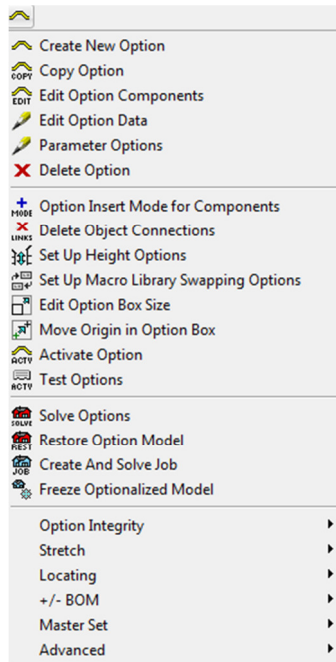 Create New Option
COPY Copy Option
EDIT Edit Option Components
Edit Option Data
Parameter Options
Delete Option
MODE Option Insert Mode for Components
LINKS Delete Object Connections
Set Up Height Options
Set Up Macro Library Swapping Options
Edit Option Box Size
Move Origin in Option Box
ACTV Activate Option
ACTV Test Options
SOLVE Solve Options
REST Restore Option Model
JOB Create And Solve Job
Freeze Optionalized Model
Option Integrity
Stretch
Locating
+/- BOM
Master Set
Advanced